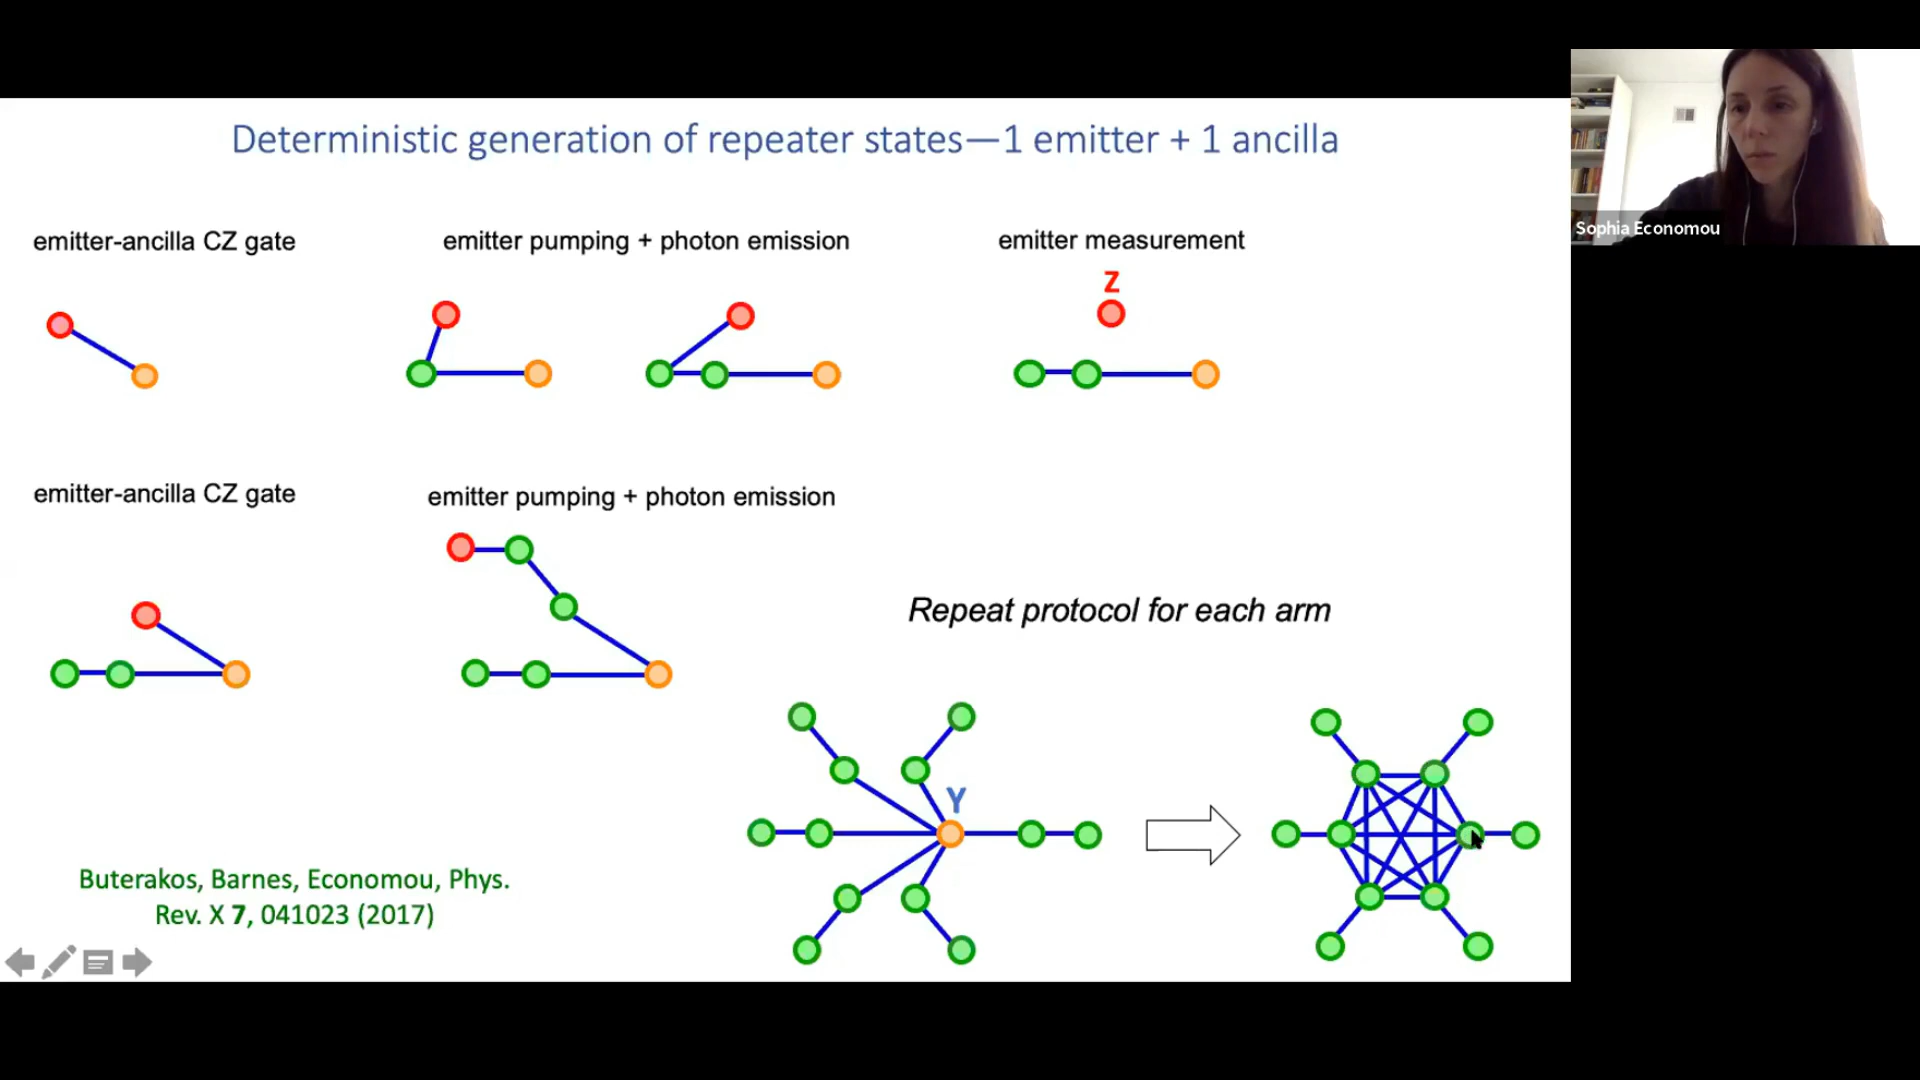 Deterministic generation of repeater states—1 emitter + 1 ancilla
emitter-ancilla CZ gate
emitter pumping + photon emission
emitter measurement
Z
Sophia Economou
emitter-ancilla CZ gate
emitter pumping + photon emission
Repeat protocol for each arm
Y
Buterakos, Barnes, Economou, Phys.
Rev. X 7, 041023 (2017)